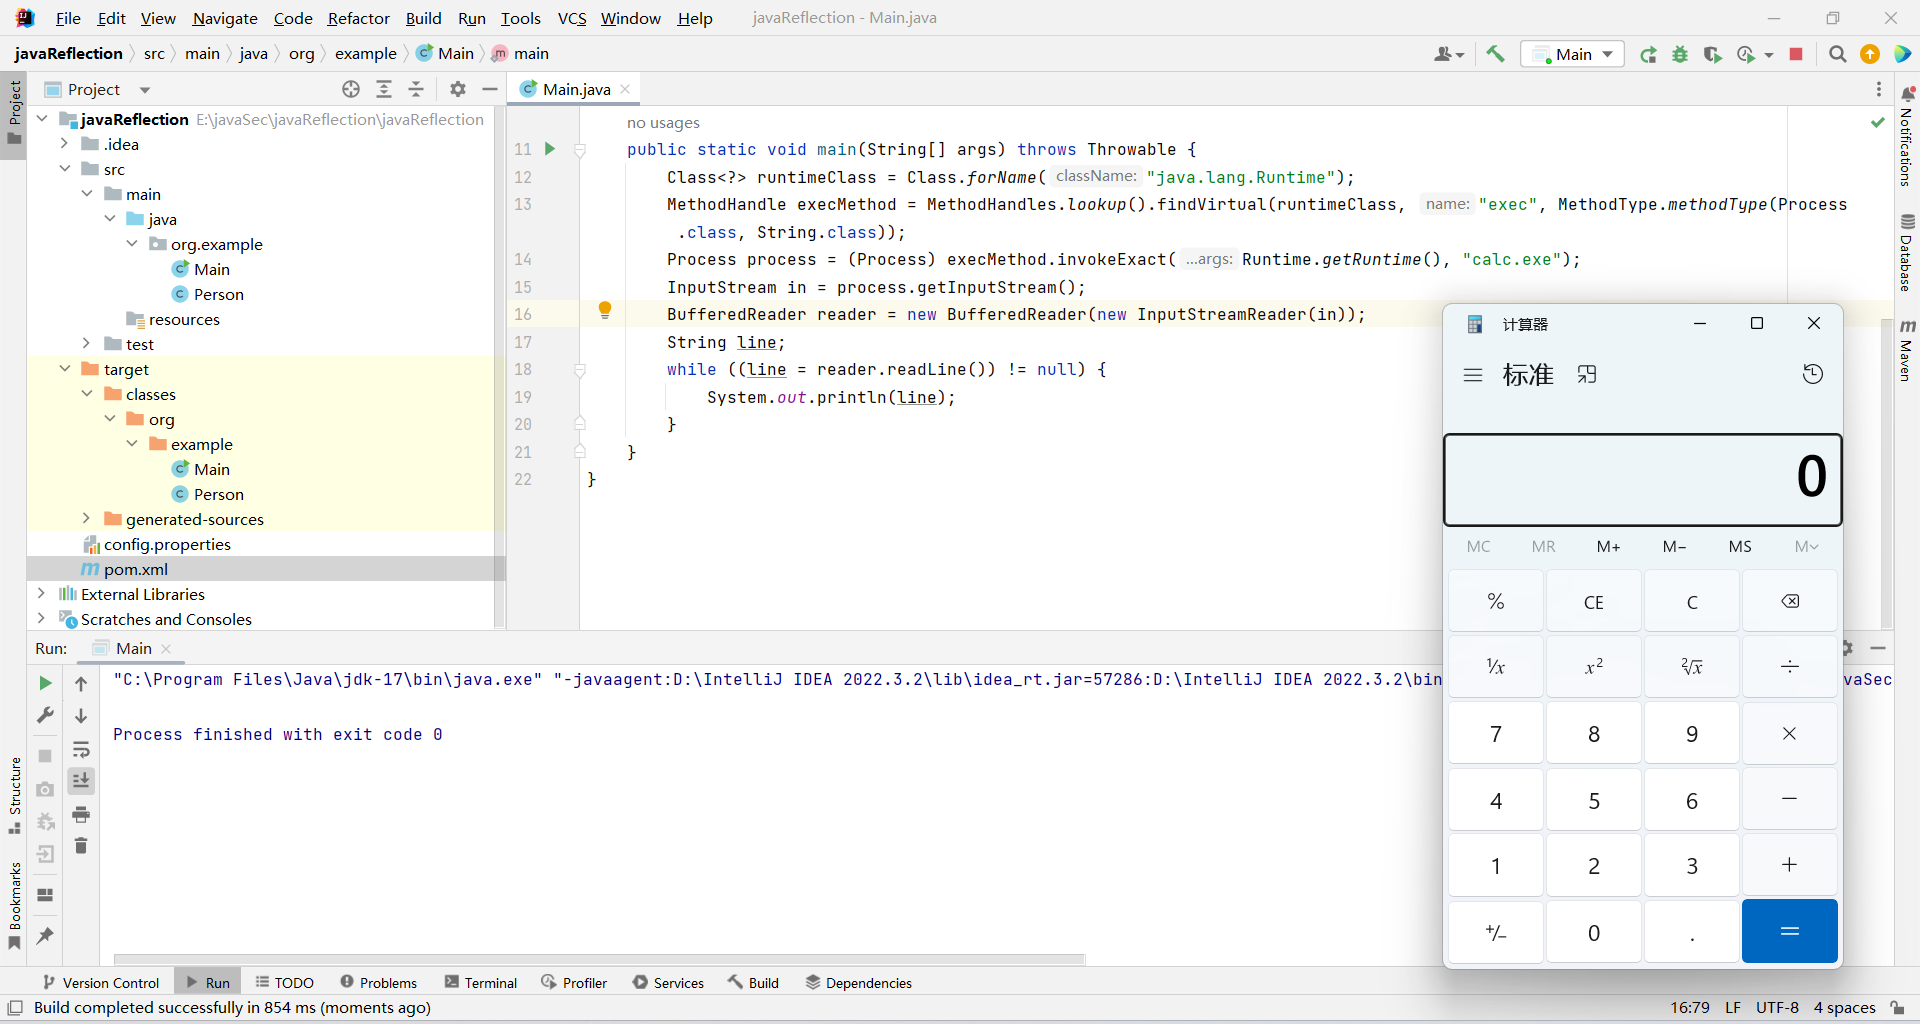 File Edit View Navigate Code Refactor Build Run Tools VCS Window Help javaReflection - Main.java
javaReflection src main java org example Main main
Main
Project
Main.java
Project
javaReflection E:\javaSec\javaReflection\javaReflection
.idea
src
main
java
org.example
Main
Person
resources
test
target
classes
org
example
Main
Person
generated-sources
config.properties
pom.xml
External Libraries
Scratches and Consoles
no usages
11 public static void main(String[] args) throws Throwable {
12 Class<?> runtimeClass = Class.forName( className: "java.lang.Runtime");
13 MethodHandle execMethod = MethodHandles.lookup().findVirtual(runtimeClass, name: "exec", MethodType.methodType(Process
.class, String.class));
14 Process process = (Process) execMethod.invokeExact( ...args: Runtime.getRuntime(), "calc.exe");
15 InputStream in = process.getInputStream();
16 BufferedReader reader = new BufferedReader(new InputStreamReader(in));
17 String line;
18 while ((line = reader.readLine()) != null) {
19 System.out.println(line);
20 }
21 }
22 }
Notifications
Database
Maven
计算器
标准
0
MC MR M+ M− MS M
% CE C
¹/x x² ²√x ÷
7 8 9 ×
4 5 6 −
1 2 3 +
+/− 0 . =
Run: Main
"C:\Program Files\Java\jdk-17\bin\java.exe" "-javaagent:D:\IntelliJ IDEA 2022.3.2\lib\idea_rt.jar=57286:D:\IntelliJ IDEA 2022.3.2\bin
vaSec
Process finished with exit code 0
Structure
Bookmarks
Version Control Run TODO Problems Terminal Profiler Services Build Dependencies
Build completed successfully in 854 ms (moments ago)
16:79 LF UTF-8 4 spaces